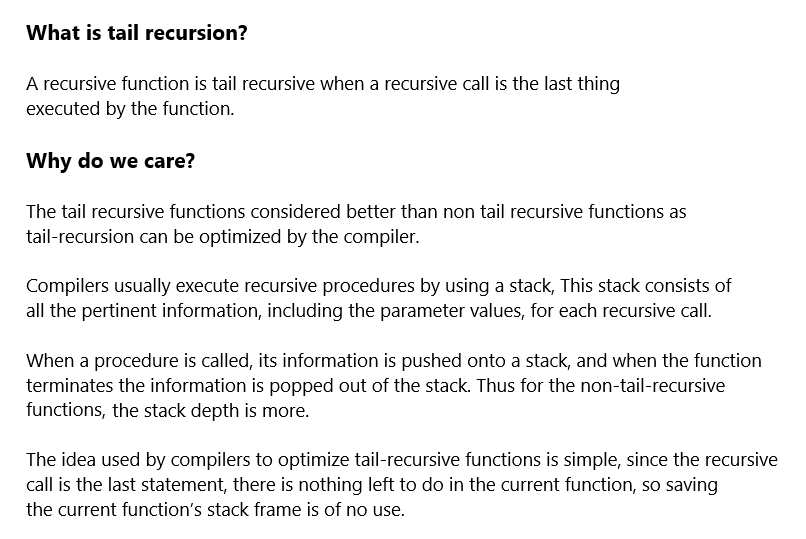 What is tail recursion?
A recursive function is tail recursive when a recursive call is the last thing
executed by the function.
Why do we care?
The tail recursive functions considered better than non tail recursive functions as
tail-recursion can be optimized by the compiler.
Compilers usually execute recursive procedures by using a stack, This stack consists of
all the pertinent information, including the parameter values, for each recursive call.
When a procedure is called, its information is pushed onto a stack, and when the function
terminates the information is popped out of the stack. Thus for the non-tail-recursive
functions, the stack depth is more.
The idea used by compilers to optimize tail-recursive functions is simple, since the recursive
call is the last statement, there is nothing left to do in the current function, so saving
the current function’s stack frame is of no use.